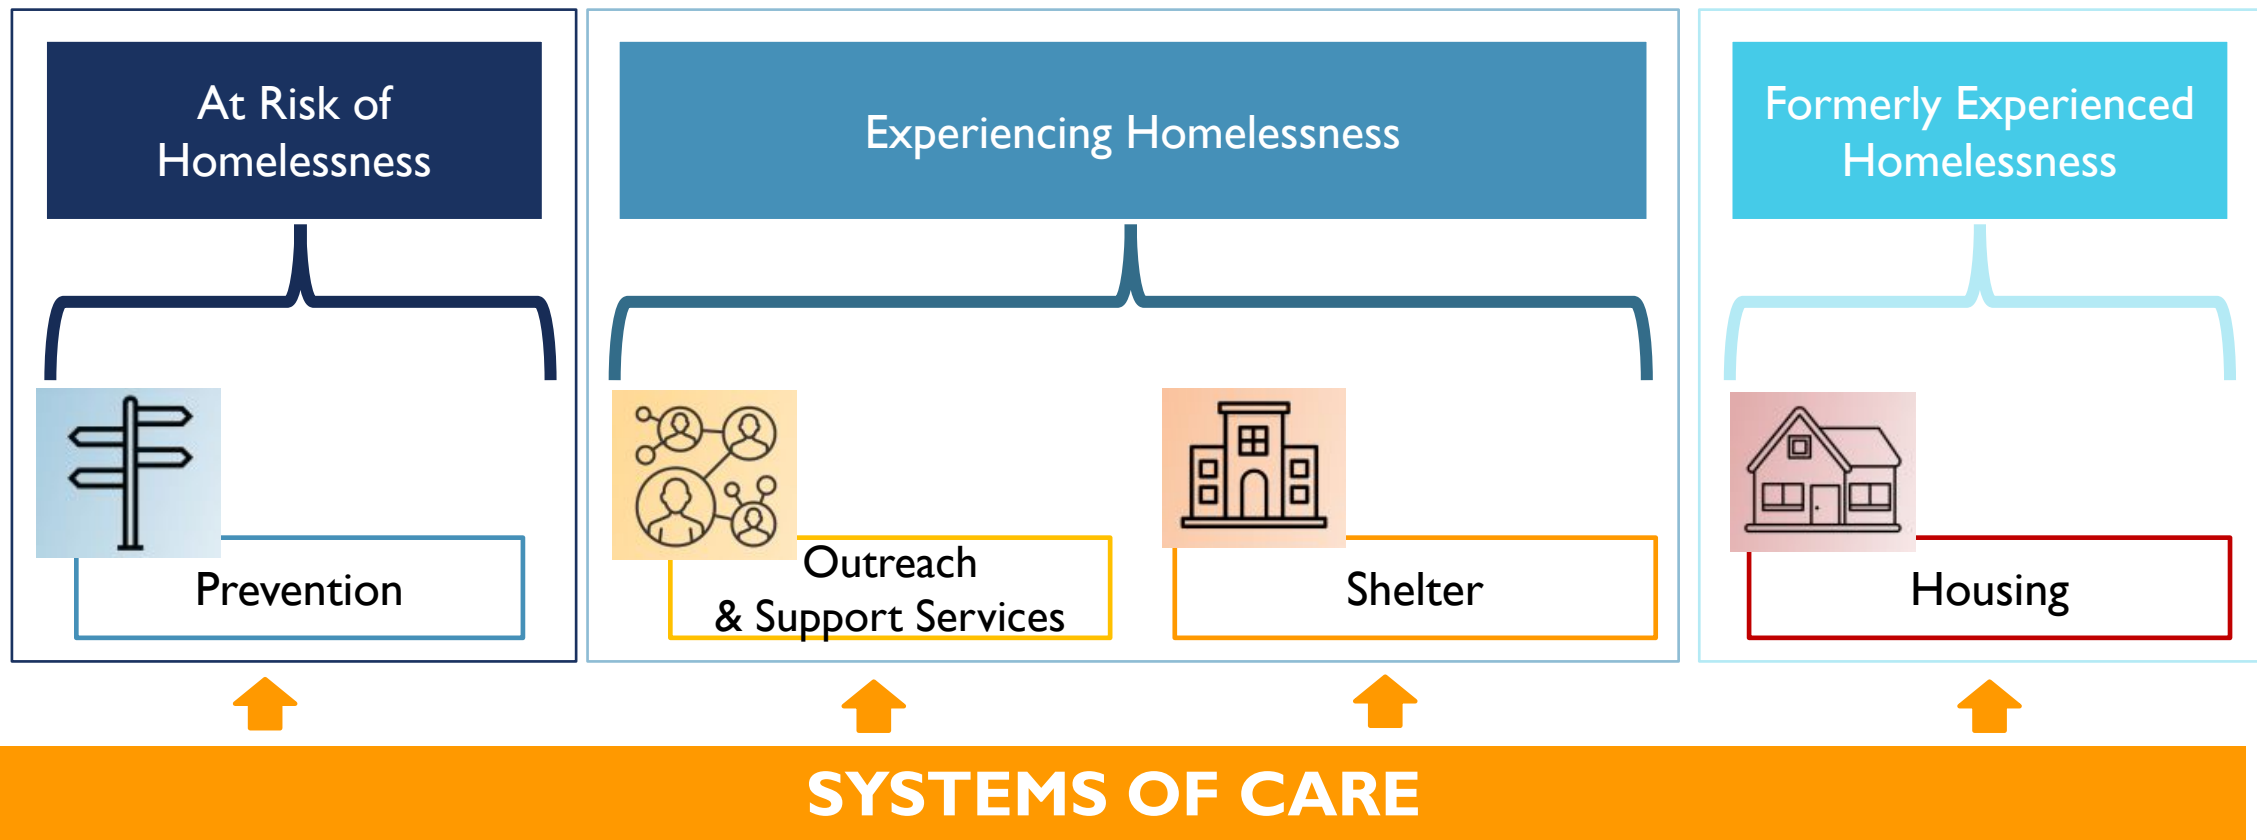 At Risk of
Homelessness
Experiencing Homelessness
Formerly Experienced
Homelessness
Prevention
Outreach
& Support Services
Shelter
Housing
SYSTEMS OF CARE